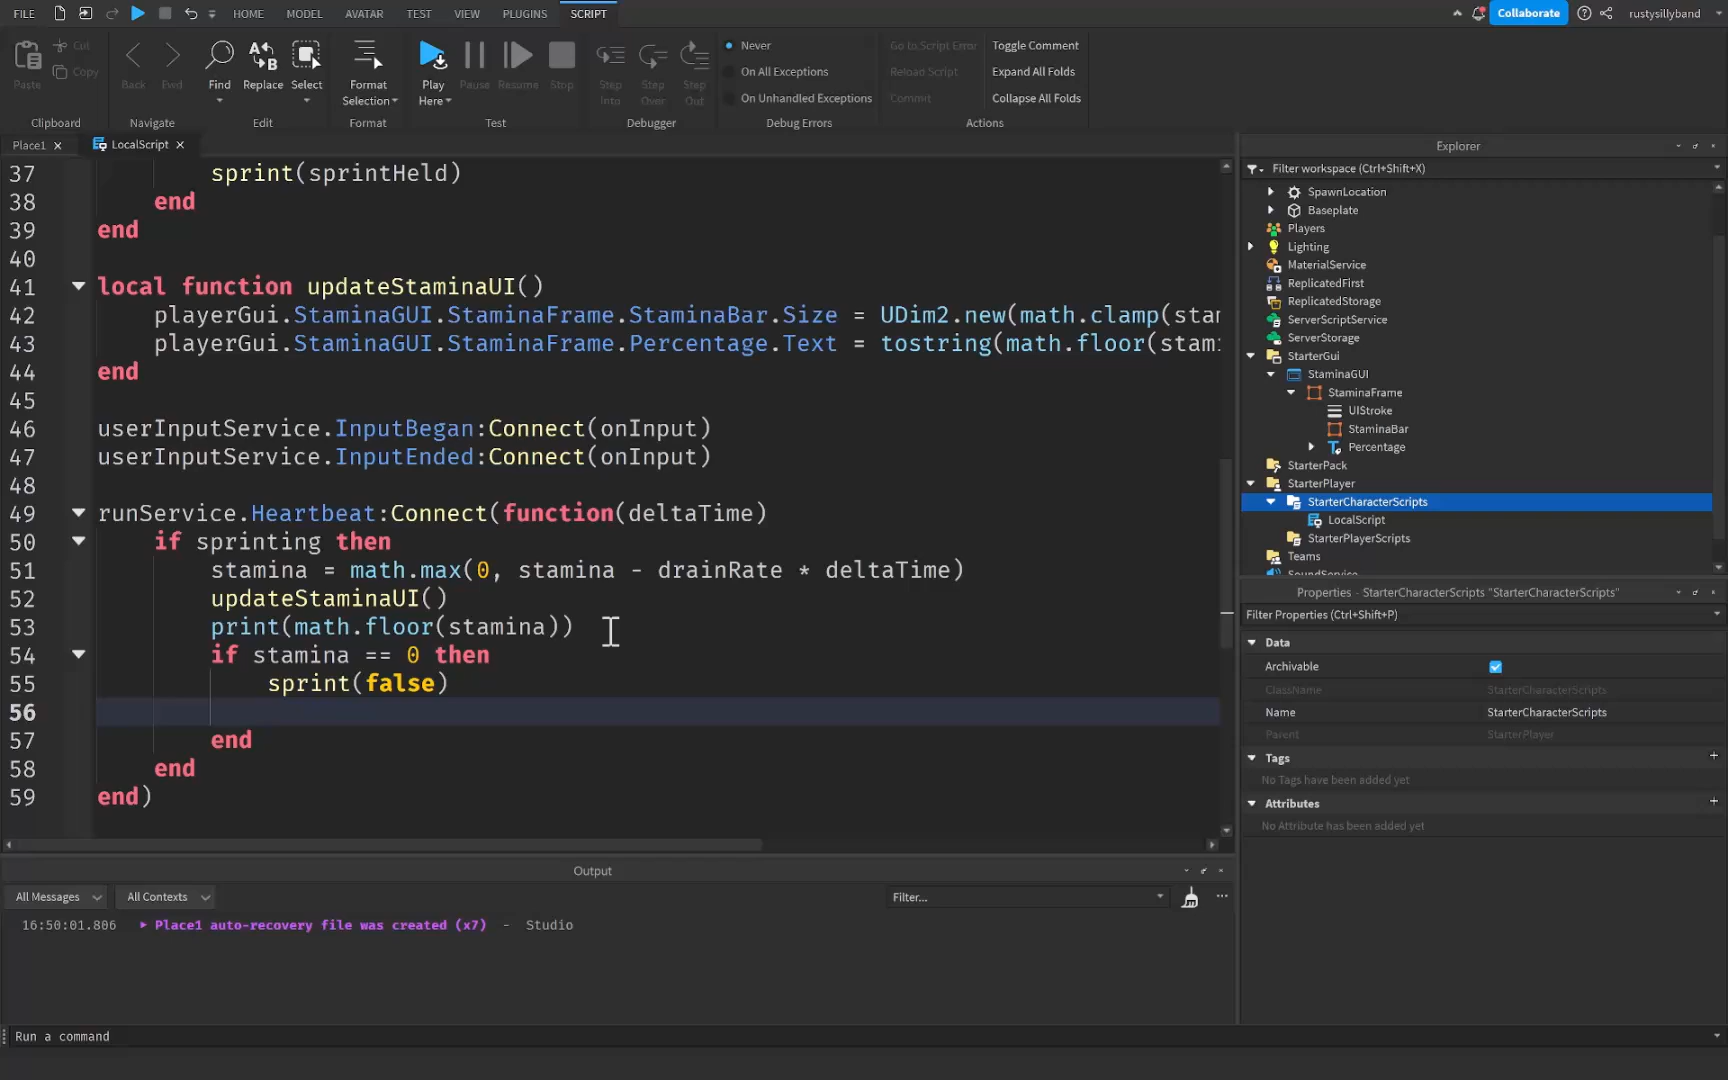 FILE HOME MODEL AVATAR TEST VIEW PLUGINS SCRIPT Collaborate rustysillyband
Paste Cut Copy
Back Fwd
Find Replace Select
Format Selection
Play Here Pause Resume Stop
Step Into Step Over Step Out
Never
On All Exceptions
On Unhandled Exceptions
Go to Script Error
Reload Script
Commit
Toggle Comment
Expand All Folds
Collapse All Folds
Clipboard Navigate Edit Format Test Debugger Debug Errors Actions
Place1 LocalScript
37 sprint(sprintHeld)
38 end
39 end
40
41 local function updateStaminaUI()
42 playerGui.StaminaGUI.StaminaFrame.StaminaBar.Size = UDim2.new(math.clamp(stam
43 playerGui.StaminaGUI.StaminaFrame.Percentage.Text = tostring(math.floor(stami
44 end
45
46 userInputService.InputBegan:Connect(onInput)
47 userInputService.InputEnded:Connect(onInput)
48
49 runService.Heartbeat:Connect(function(deltaTime)
50 if sprinting then
51 stamina = math.max(0, stamina - drainRate * deltaTime)
52 updateStaminaUI()
53 print(math.floor(stamina))
54 if stamina == 0 then
55 sprint(false)
56
57 end
58 end
59 end)
Explorer
Filter workspace (Ctrl+Shift+X)
SpawnLocation
Baseplate
Players
Lighting
MaterialService
ReplicatedFirst
ReplicatedStorage
ServerScriptService
ServerStorage
StarterGui
StaminaGUI
StaminaFrame
UIStroke
StaminaBar
Percentage
StarterPack
StarterPlayer
StarterCharacterScripts
LocalScript
StarterPlayerScripts
Teams
SoundService
Properties - StarterCharacterScripts "StarterCharacterScripts"
Filter Properties (Ctrl+Shift+P)
Data
Archivable
ClassName StarterCharacterScripts
Name StarterCharacterScripts
Parent StarterPlayer
Tags
No Tags have been added yet
Attributes
No Attribute has been added yet
Output
All Messages All Contexts Filter...
16:50:01.806 Place1 auto-recovery file was created (x7) - Studio
Run a command